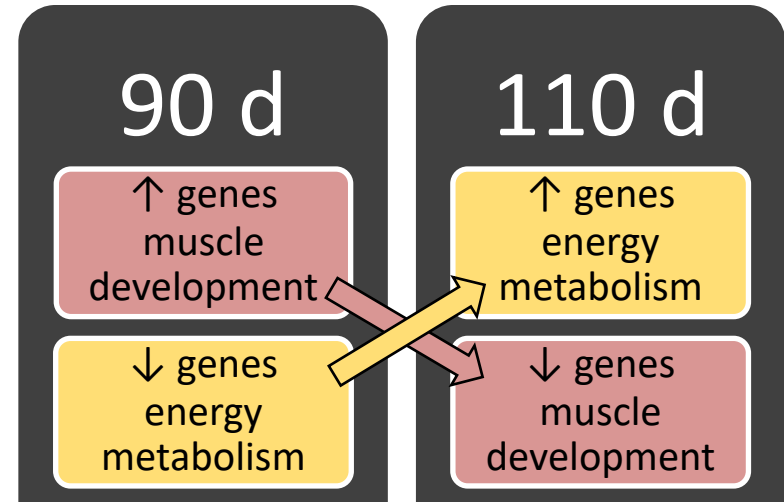 90 d
↑ genes
muscle
development
↓ genes
energy
metabolism
110 d
↑ genes
energy
metabolism
↓ genes
muscle
development